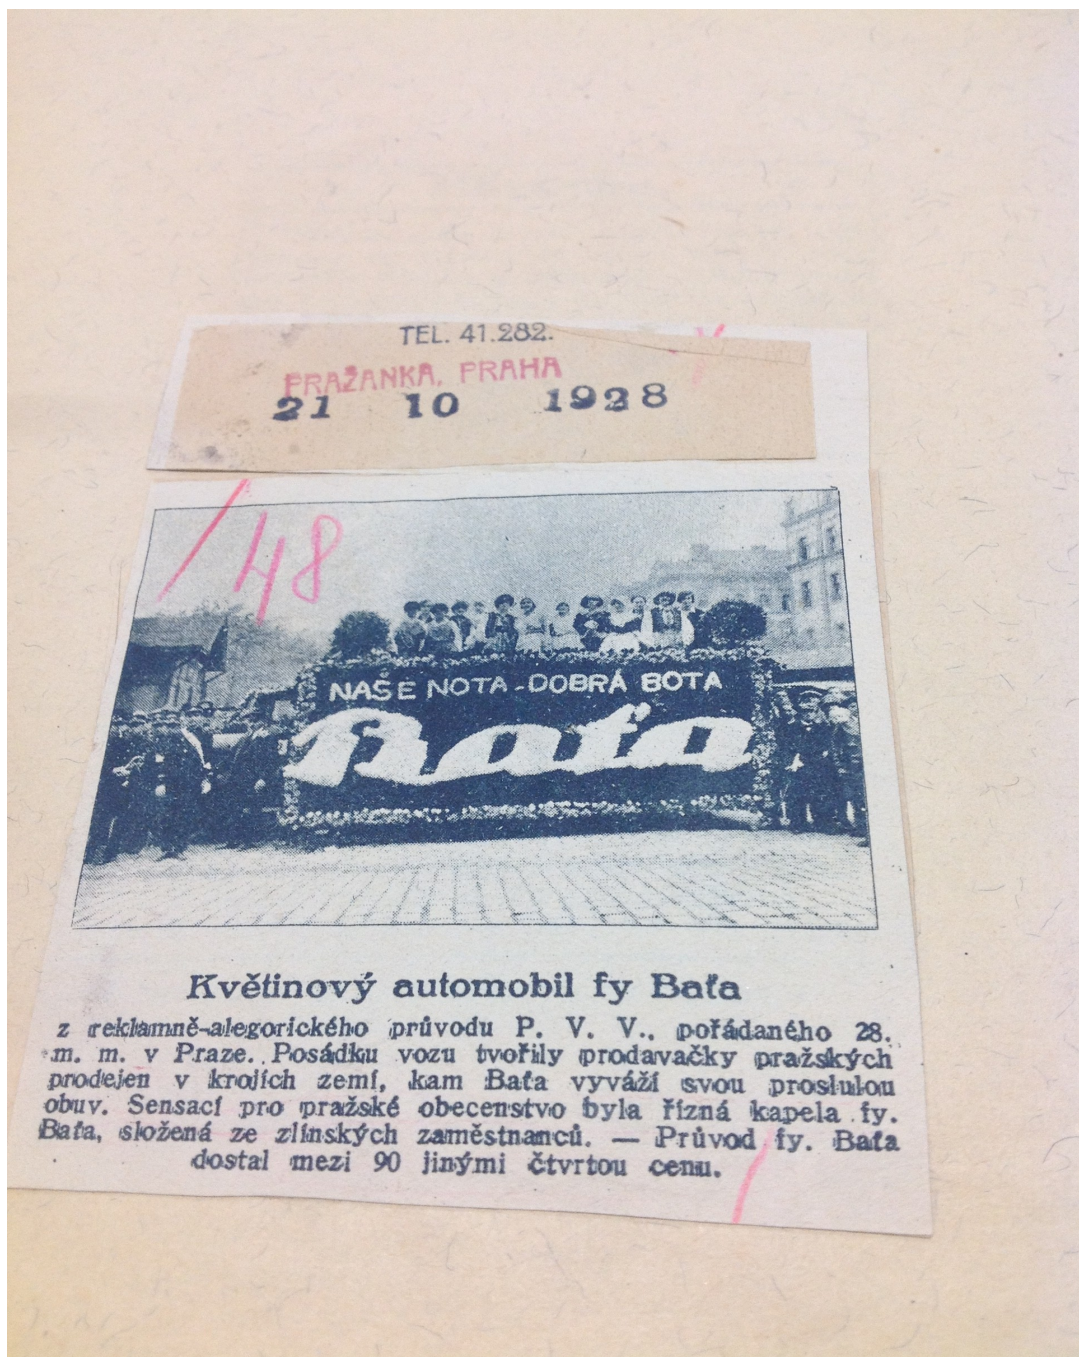 TEL. 41.282.
PRAŽANKA, PRAHA
21 10 1928
/48
NAŠE NOTA-DOBRÁ BOTA
Baťa
Květinový automobil fy Baťa
z reklamně-alegorického průvodu P. V. V., pořádaného 28.
m. m. v Praze. Posádku vozu tvořily prodavačky pražských
prodejen v krojích zemí, kam Baťa vyváží svou proslulou
obuv. Sensací pro pražské obecenstvo byla řízná kapela fy.
Baťa, složená ze zlínských zaměstnanců. — Průvod fy. Baťa
dostal mezi 90 jinými čtvrtou cenu.